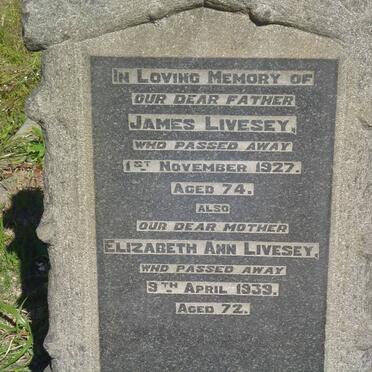 In Loving Memory of
our dear father
James Livesey,
who passed away
1st November 1927.
Aged 74.
also
our dear mother
Elizabeth Ann Livesey,
who passed away
9th April 1939.
Aged 72.